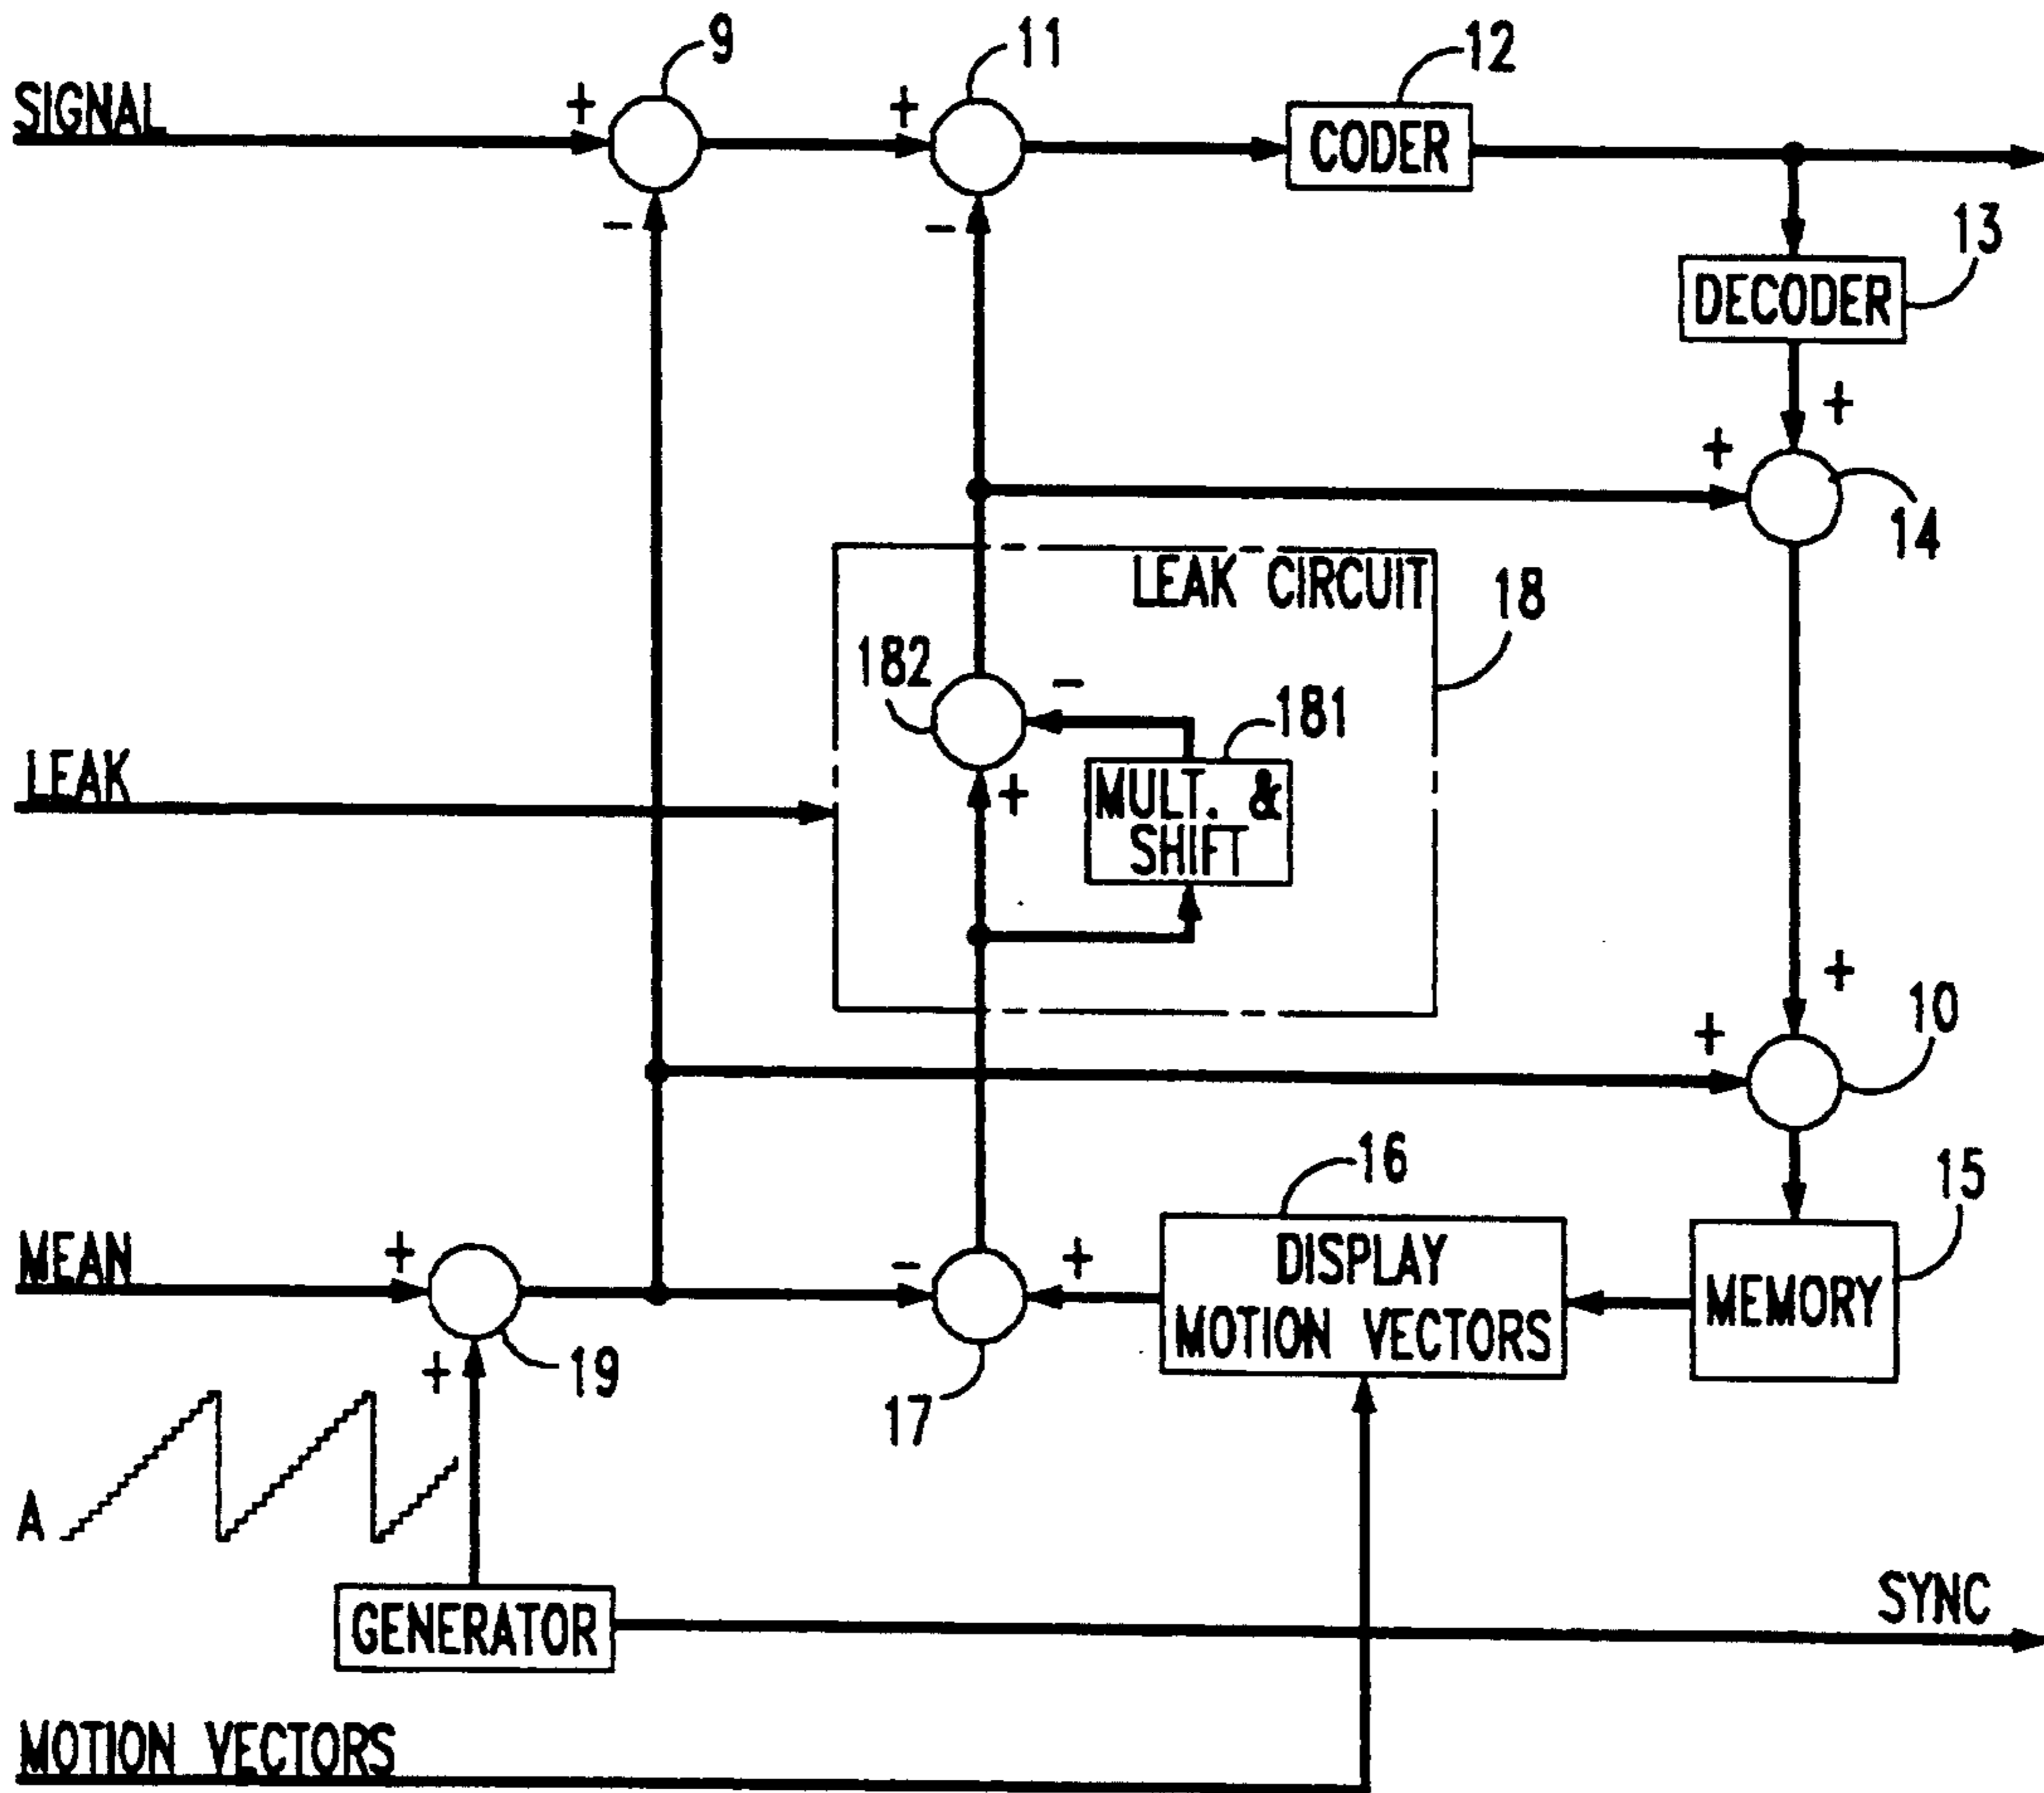 9
11
12
SIGNAL
+
+
CODER
-
-
13
DECODER
+
+
14
LEAK CIRCUIT
18
182
-
181
LEAK
+
MULT. &
SHIFT
+
10
+
16
15
MEAN
+
-
+
DISPLAY
MOTION VECTORS
MEMORY
+
19
17
A
GENERATOR
SYNC
MOTION VECTORS